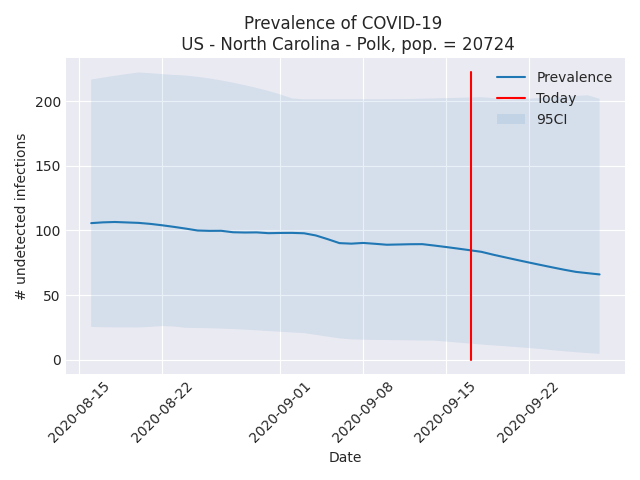 Prevalence of COVID-19
US - North Carolina - Polk, pop. = 20724
Prevalence
Today
95CI
200
150
100
50
0
# undetected infections
2020-08-15
2020-08-22
2020-09-01
2020-09-08
2020-09-15
2020-09-22
Date